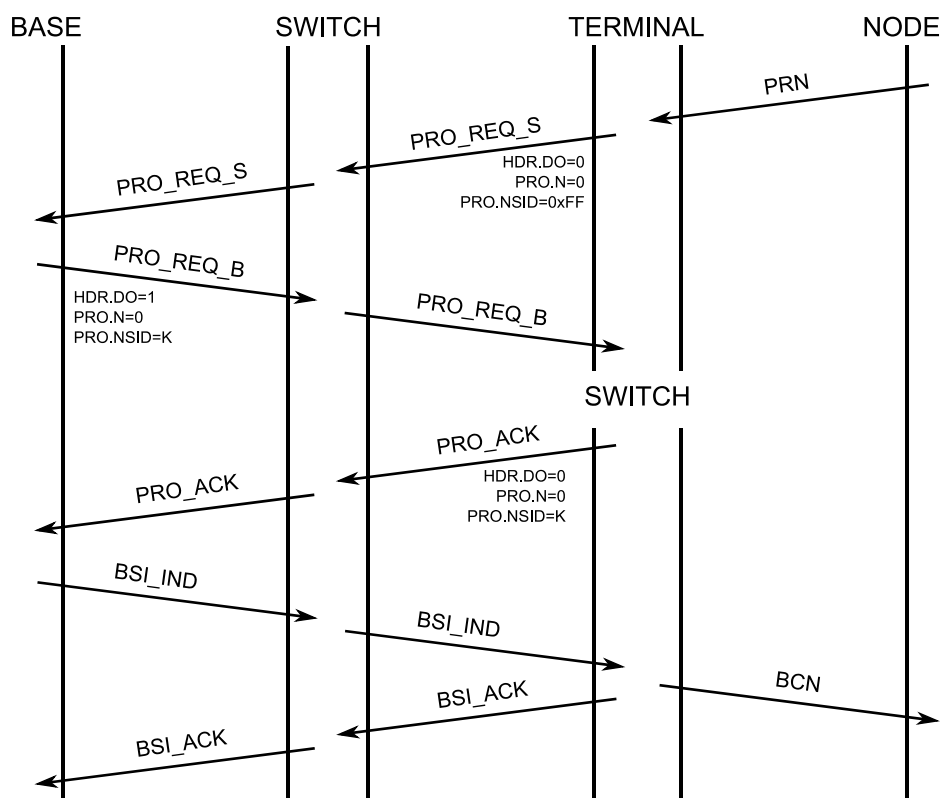 BASE SWITCH TERMINAL NODE
PRN
PRO_REQ_S
HDR.DO=0
PRO.N=0
PRO.NSID=0xFF
PRO_REQ_S
PRO_REQ_B
HDR.DO=1
PRO.N=0
PRO.NSID=K
PRO_REQ_B
SWITCH
PRO_ACK
HDR.DO=0
PRO.N=0
PRO.NSID=K
PRO_ACK
BSI_IND
BSI_IND
BCN
BSI_ACK
BSI_ACK